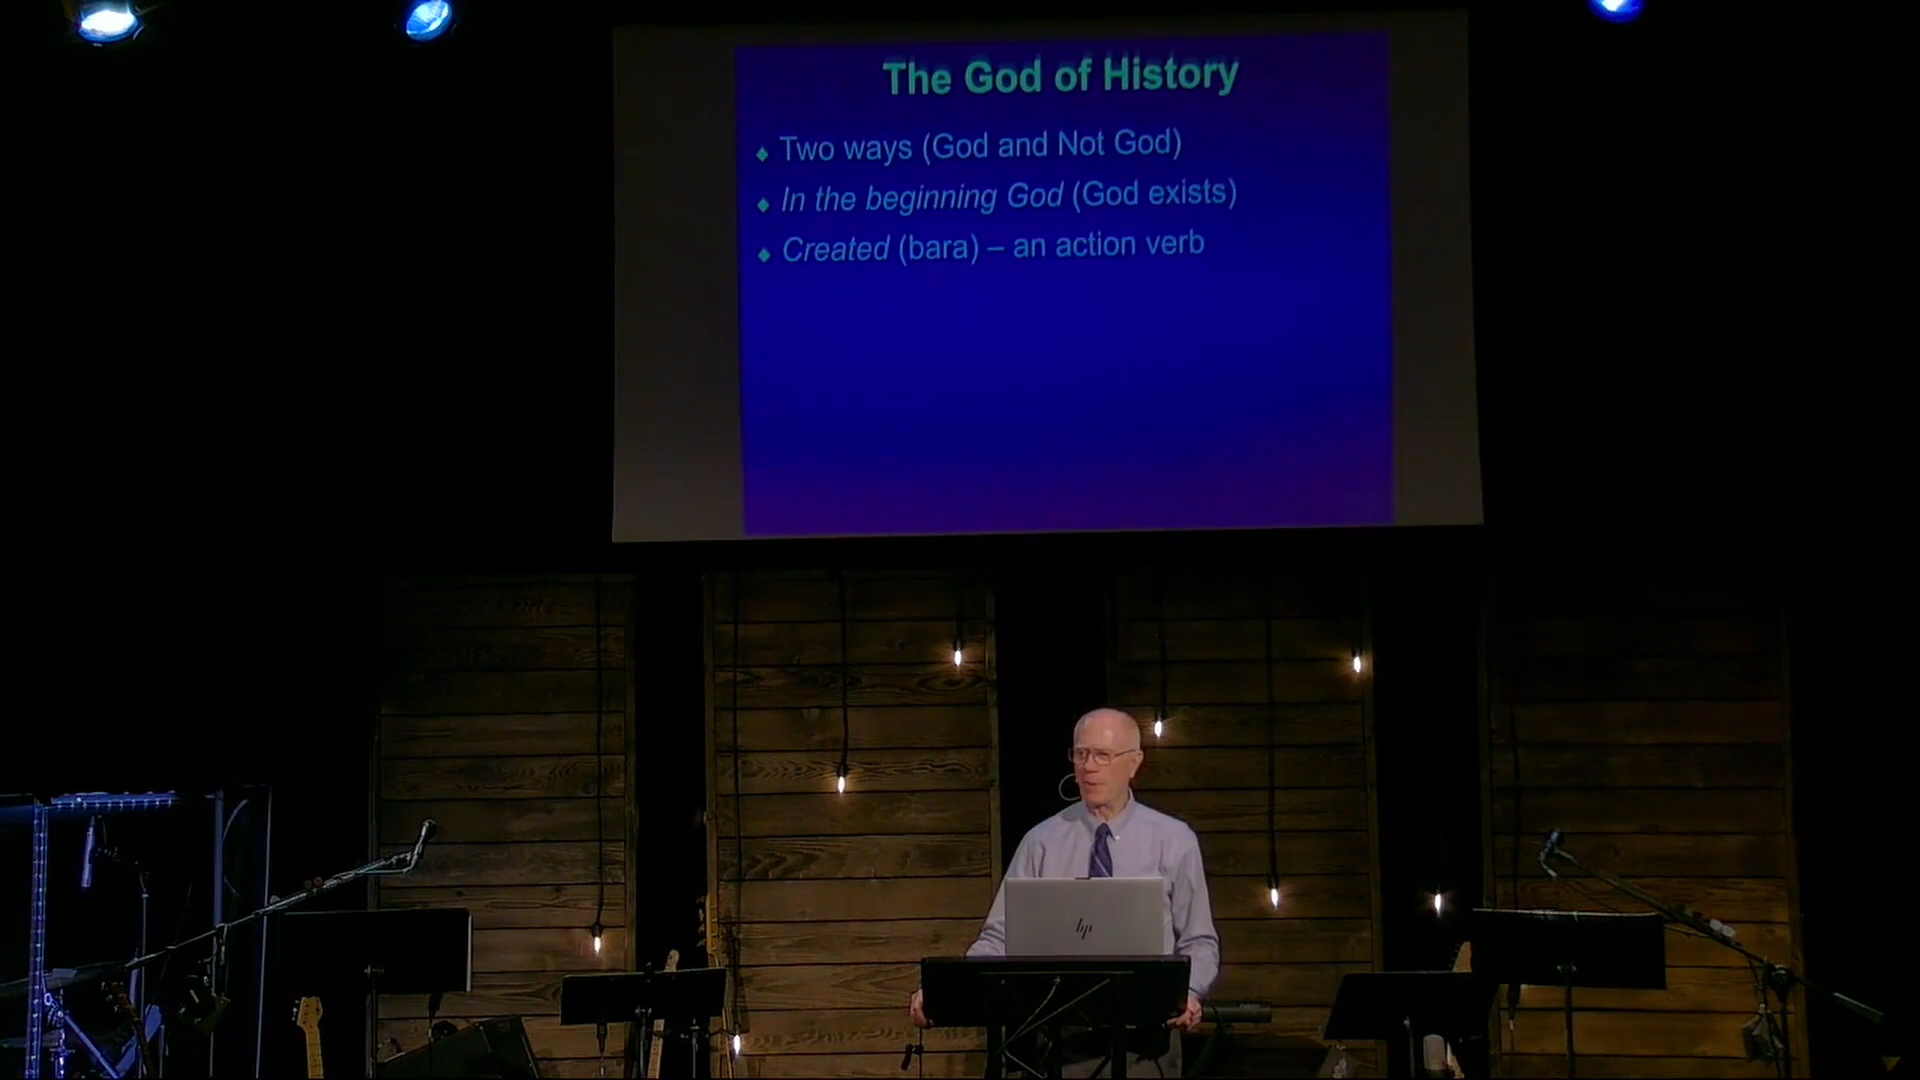 The God of History
Two ways (God and Not God)
In the beginning God (God exists)
Created (bara) – an action verb
hp